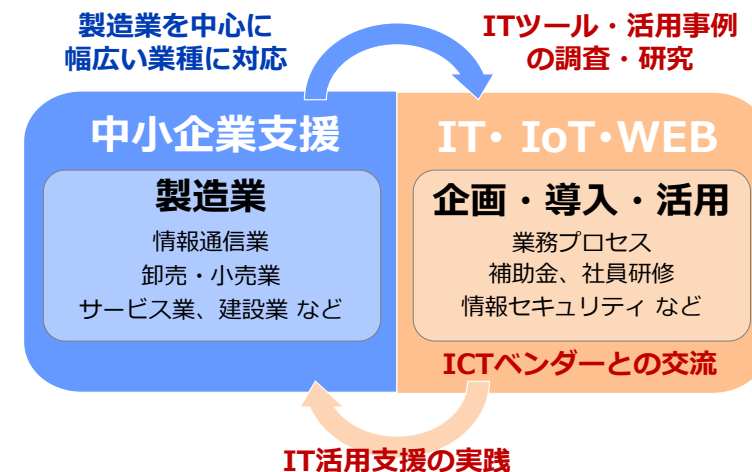 製造業を中心に
幅広い業種に対応
ITツール・活用事例
の調査・研究
中小企業支援
製造業
情報通信業
卸売・小売業
サービス業、建設業 など
IT・ IoT・WEB
企画・導入・活用
業務プロセス
補助金、社員研修
情報セキュリティ など
ICTベンダーとの交流
IT活用支援の実践